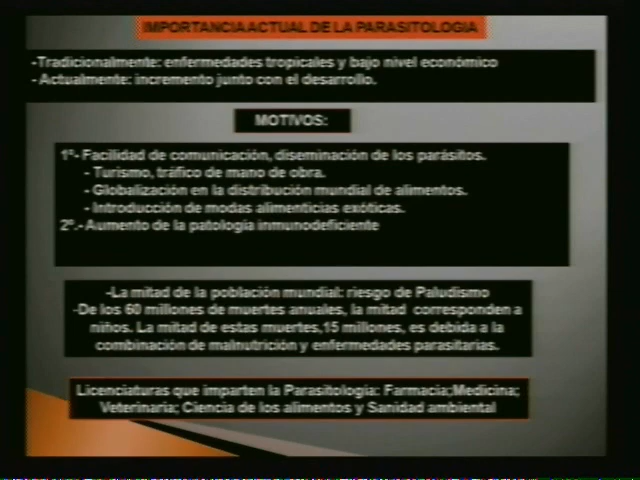 IMPORTANCIA ACTUAL DE LA PARASITOLOGIA
-Tradicionalmente: enfermedades tropicales y bajo nivel económico
- Actualmente: incremento junto con el desarrollo.
MOTIVOS:
1º- Facilidad de comunicación, diseminación de los parásitos.
- Turismo, tráfico de mano de obra.
- Globalización en la distribución mundial de alimentos.
- Introducción de modas alimenticias exóticas.
2º.- Aumento de la patología inmunodeficiente
-La mitad de la población mundial: riesgo de Paludismo
-De los 60 millones de muertes anuales, la mitad corresponden a
niños. La mitad de estas muertes,15 millones, es debida a la
combinación de malnutrición y enfermedades parasitarias.
Licenciaturas que imparten la Parasitología: Farmacia;Medicina;
Veterinaria; Ciencia de los alimentos y Sanidad ambiental